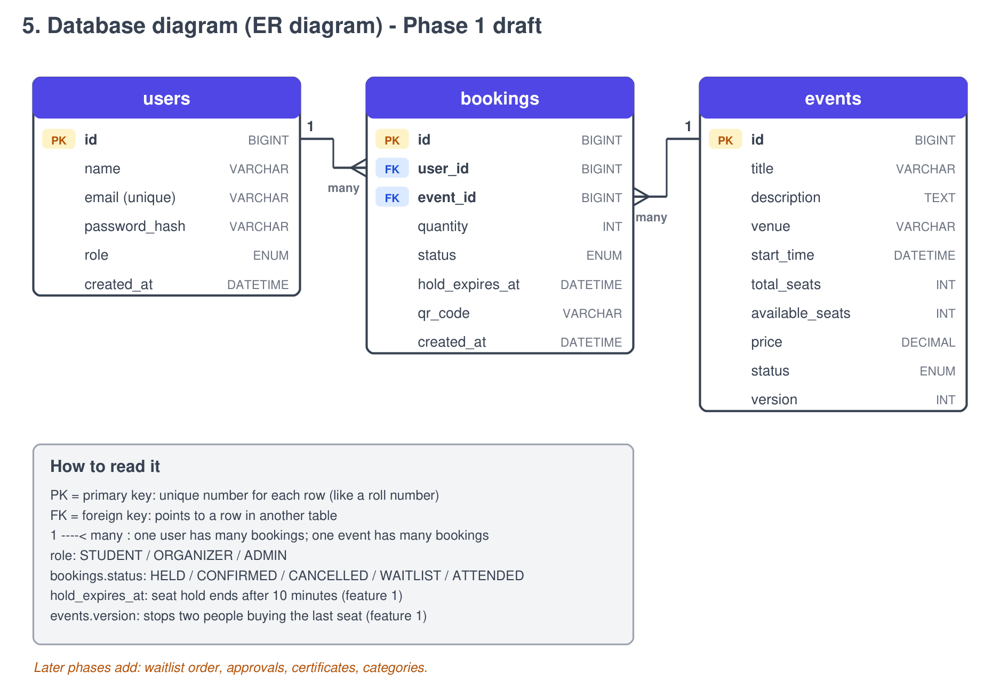 5. Database diagram (ER diagram) - Phase 1 draft
users
PK id BIGINT
name VARCHAR
email (unique) VARCHAR
password_hash VARCHAR
role ENUM
created_at DATETIME
1
many
bookings
PK id BIGINT
FK user_id BIGINT
FK event_id BIGINT
quantity INT
status ENUM
hold_expires_at DATETIME
qr_code VARCHAR
created_at DATETIME
1
many
events
PK id BIGINT
title VARCHAR
description TEXT
venue VARCHAR
start_time DATETIME
total_seats INT
available_seats INT
price DECIMAL
status ENUM
version INT
How to read it
PK = primary key: unique number for each row (like a roll number)
FK = foreign key: points to a row in another table
1 ----< many : one user has many bookings; one event has many bookings
role: STUDENT / ORGANIZER / ADMIN
bookings.status: HELD / CONFIRMED / CANCELLED / WAITLIST / ATTENDED
hold_expires_at: seat hold ends after 10 minutes (feature 1)
events.version: stops two people buying the last seat (feature 1)
Later phases add: waitlist order, approvals, certificates, categories.